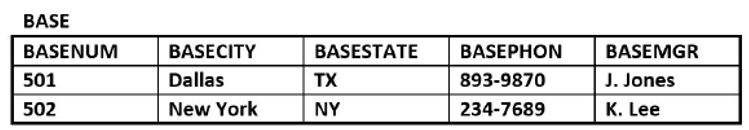 BASE
BASENUM BASECITY BASESTATE BASEPHON BASEMGR
501 Dallas TX 893-9870 J. Jones
502 New York NY 234-7689 K. Lee